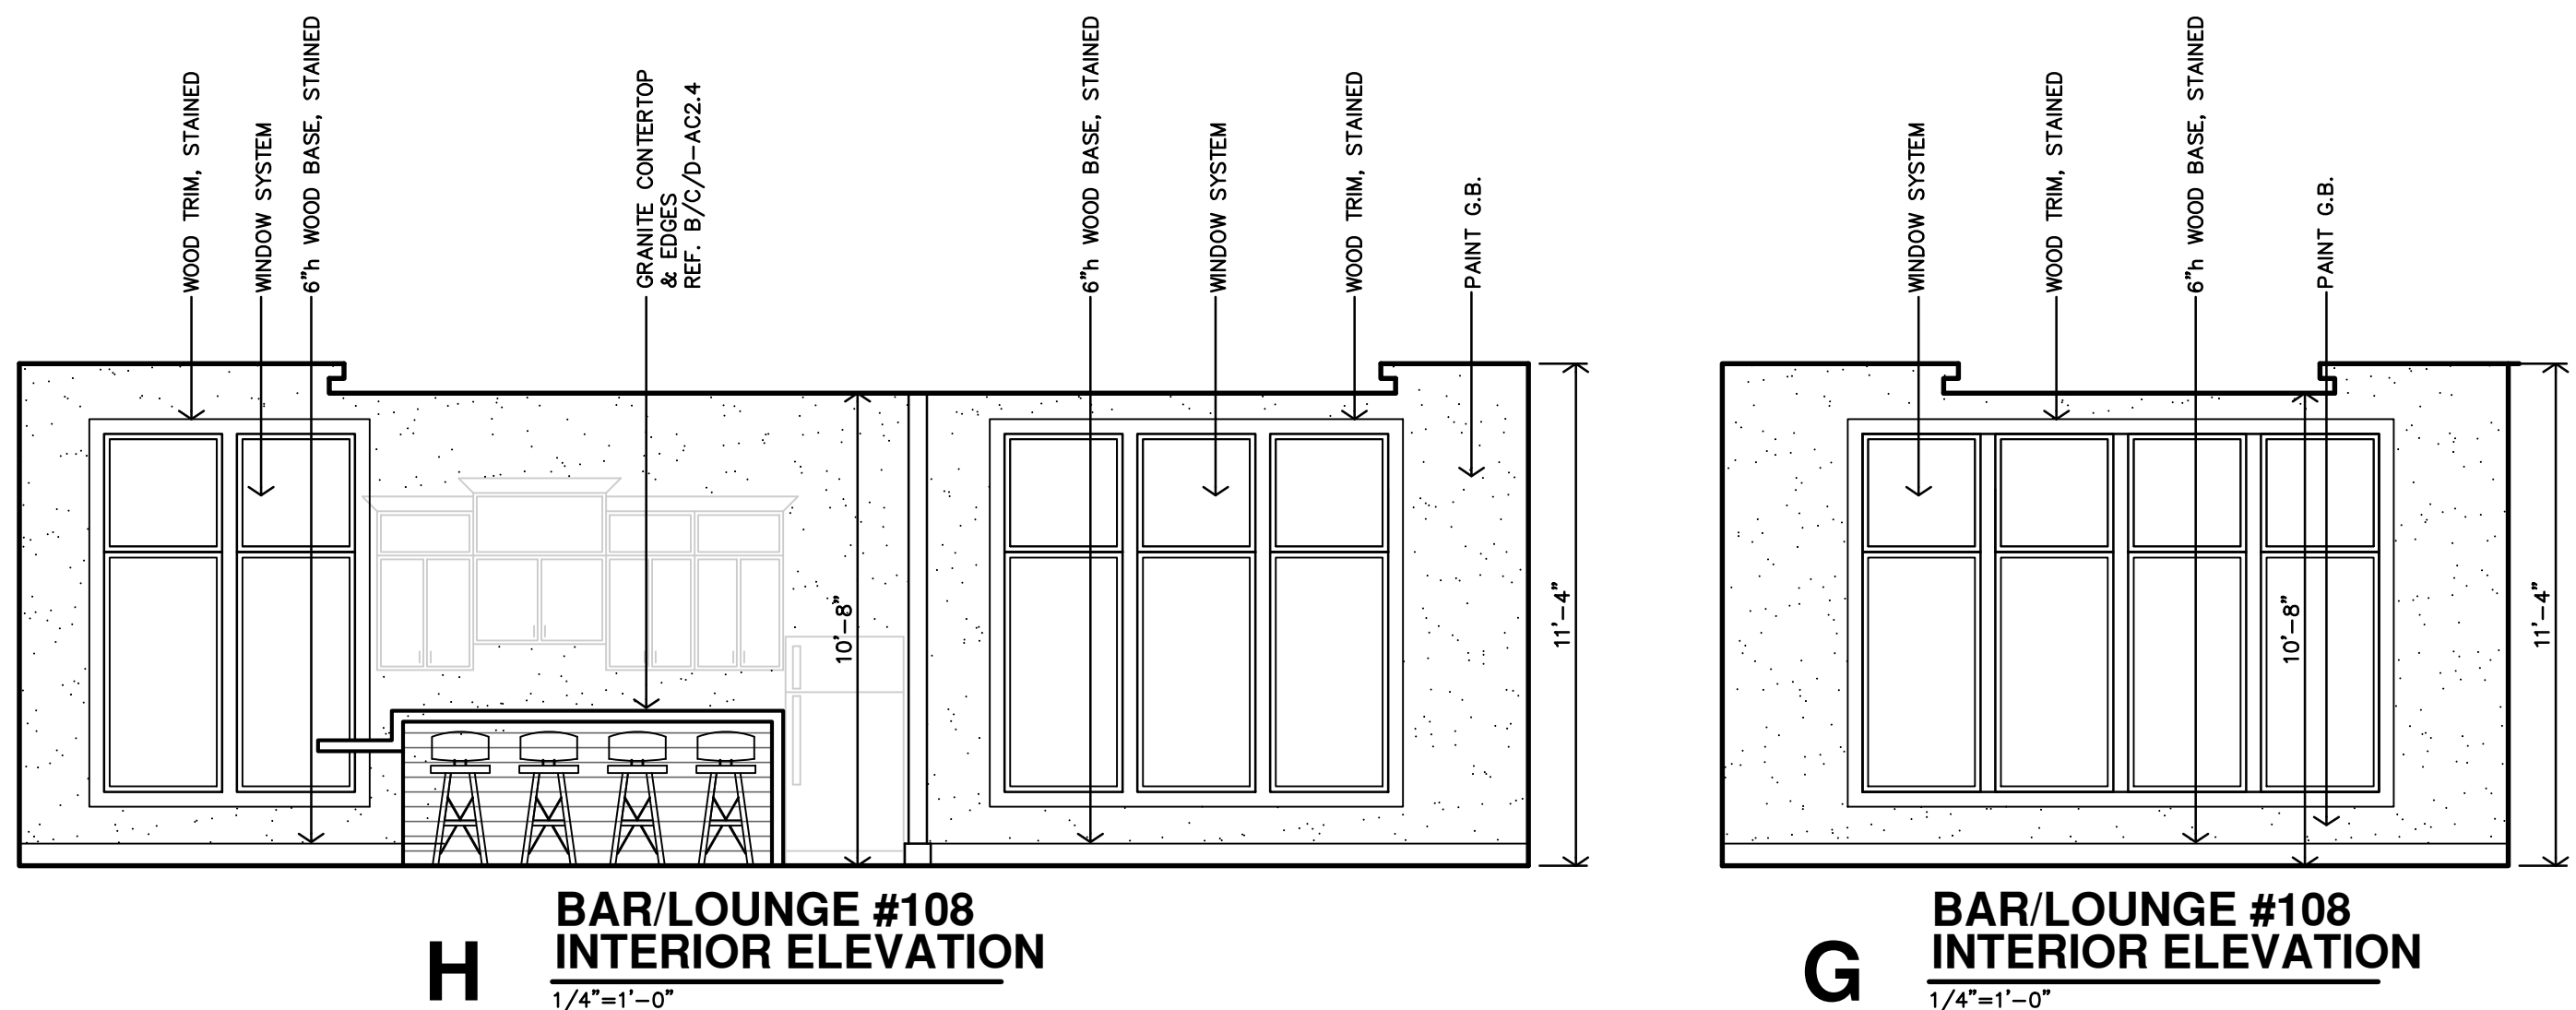 WOOD TRIM, STAINED
WINDOW SYSTEM
6"h WOOD BASE, STAINED
GRANITE CONTERTOP
& EDGES
REF. B/C/D-AC2.4
6"h WOOD BASE, STAINED
WINDOW SYSTEM
WOOD TRIM, STAINED
PAINT G.B.
10'-8"
11'-4"
H
BAR/LOUNGE #108
INTERIOR ELEVATION
1/4"=1'-0"
WINDOW SYSTEM
WOOD TRIM, STAINED
6"h WOOD BASE, STAINED
PAINT G.B.
10'-8"
11'-4"
G
BAR/LOUNGE #108
INTERIOR ELEVATION
1/4"=1'-0"